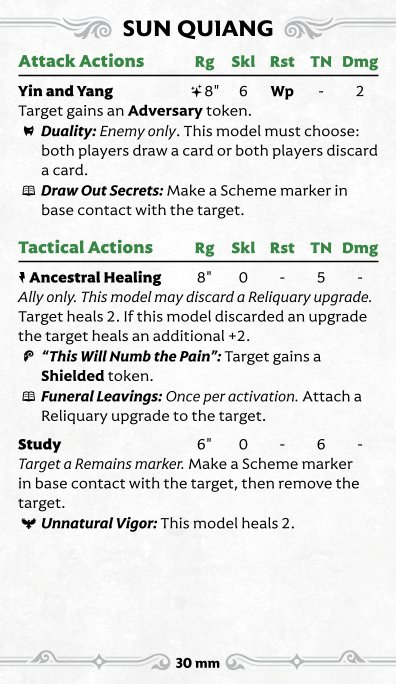 SUN QUIANG
Attack Actions Rg Skl Rst TN Dmg
Yin and Yang 8" 6 Wp - 2
Target gains an Adversary token.
Duality: Enemy only. This model must choose:
both players draw a card or both players discard
a card.
Draw Out Secrets: Make a Scheme marker in
base contact with the target.
Tactical Actions Rg Skl Rst TN Dmg
Ancestral Healing 8" 0 - 5 -
Ally only. This model may discard a Reliquary upgrade.
Target heals 2. If this model discarded an upgrade
the target heals an additional +2.
“This Will Numb the Pain”: Target gains a
Shielded token.
Funeral Leavings: Once per activation. Attach a
Reliquary upgrade to the target.
Study 6" 0 - 6 -
Target a Remains marker. Make a Scheme marker
in base contact with the target, then remove the
target.
Unnatural Vigor: This model heals 2.
30 mm